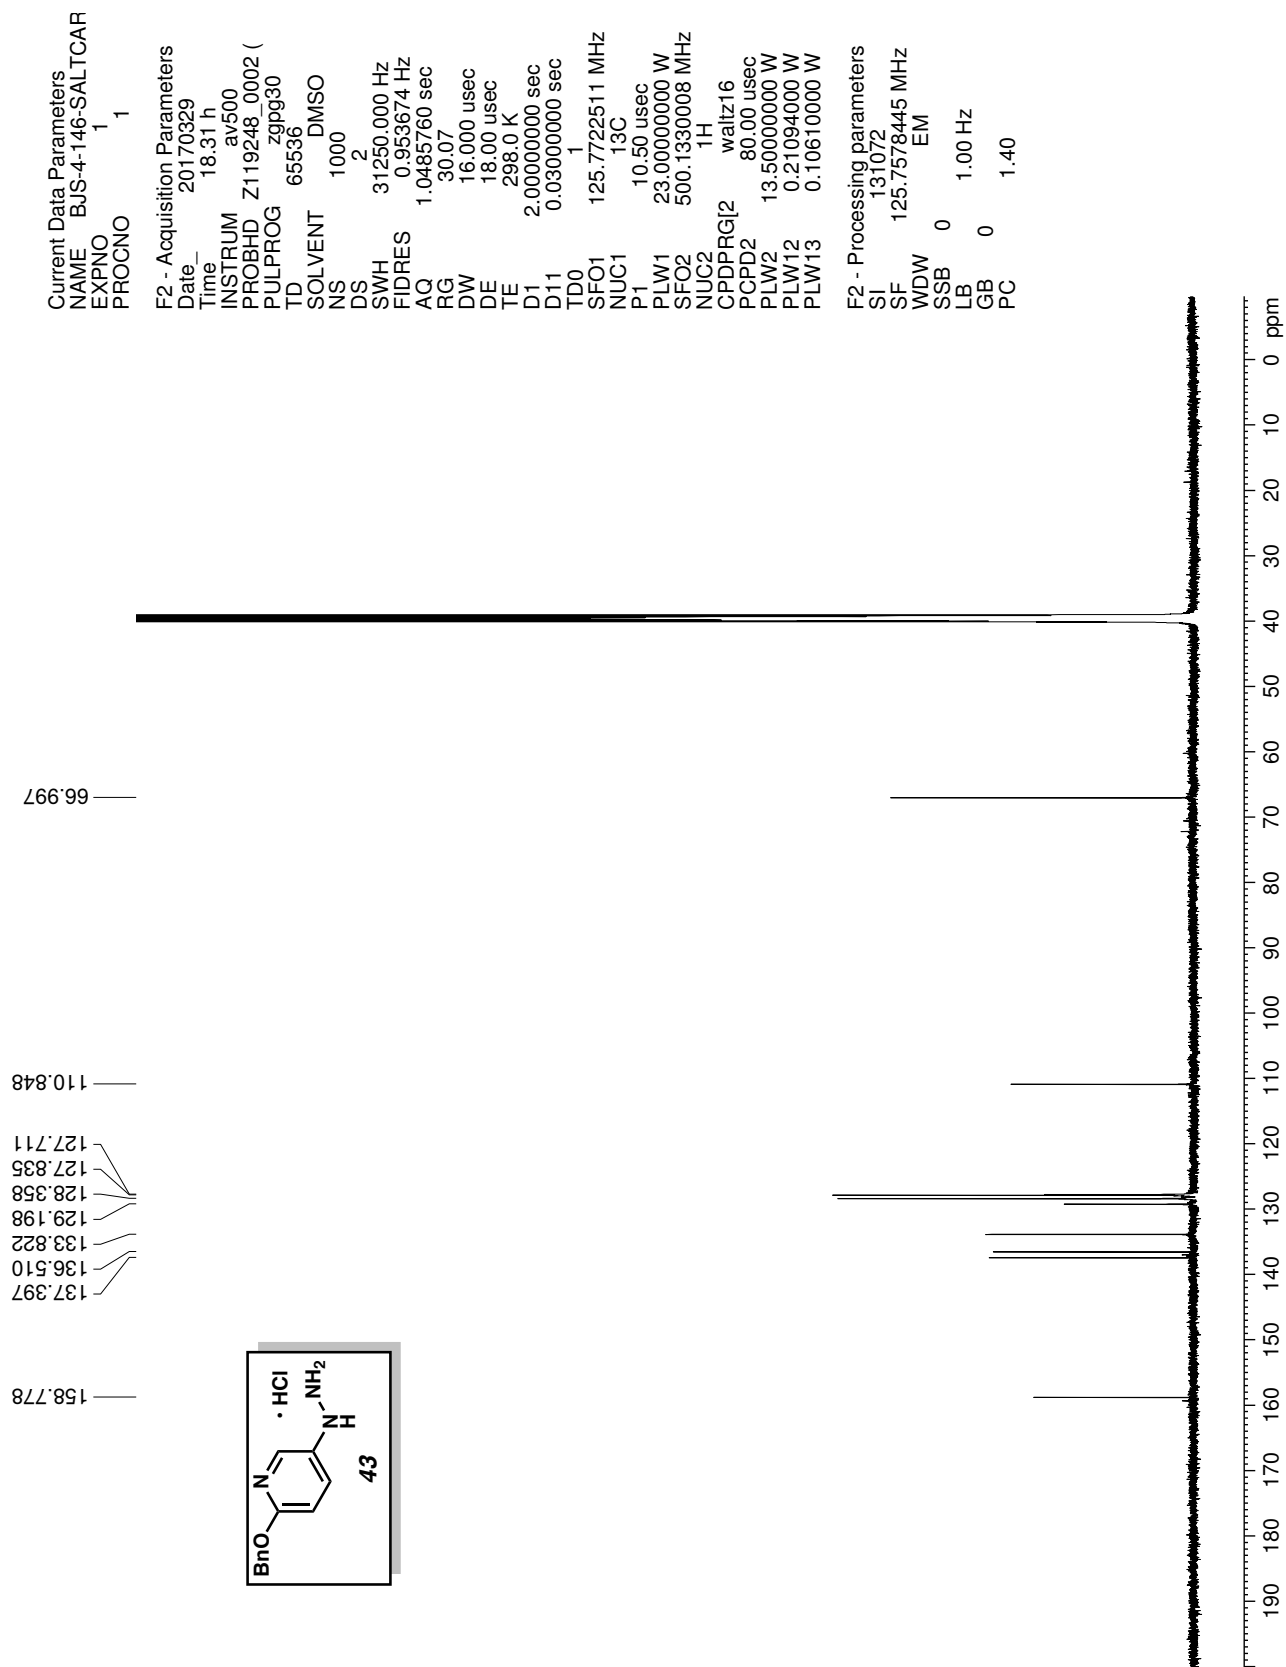 Current Data Parameters
NAME BJS-4-146-SALTCAR
EXPNO 1
PROCNO 1
F2 - Acquisition Parameters
Date_ 20170329
Time 18.31 h
INSTRUM av500
PROBHD Z119248_0002 (
PULPROG zgpg30
TD 65536
SOLVENT DMSO
NS 1000
DS 2
SWH 31250.000 Hz
FIDRES 0.953674 Hz
AQ 1.0485760 sec
RG 30.07
DW 16.000 usec
DE 18.00 usec
TE 298.0 K
D1 2.00000000 sec
D11 0.03000000 sec
TD0 1
SFO1 125.7722511 MHz
NUC1 13C
P1 10.50 usec
PLW1 23.00000000 W
SFO2 500.1330008 MHz
NUC2 1H
CPDPRG[2 waltz16
PCPD2 80.00 usec
PLW2 13.50000000 W
PLW12 0.21094000 W
PLW13 0.10610000 W
F2 - Processing parameters
SI 131072
SF 125.7578445 MHz
WDW EM
SSB 0
LB 1.00 Hz
GB 0
PC 1.40
158.778
137.397
136.510
133.822
129.198
128.358
127.835
127.711
110.848
66.997
BnO
N
· HCl
N
H
NH2
43
190 180 170 160 150 140 130 120 110 100 90 80 70 60 50 40 30 20 10 0 ppm